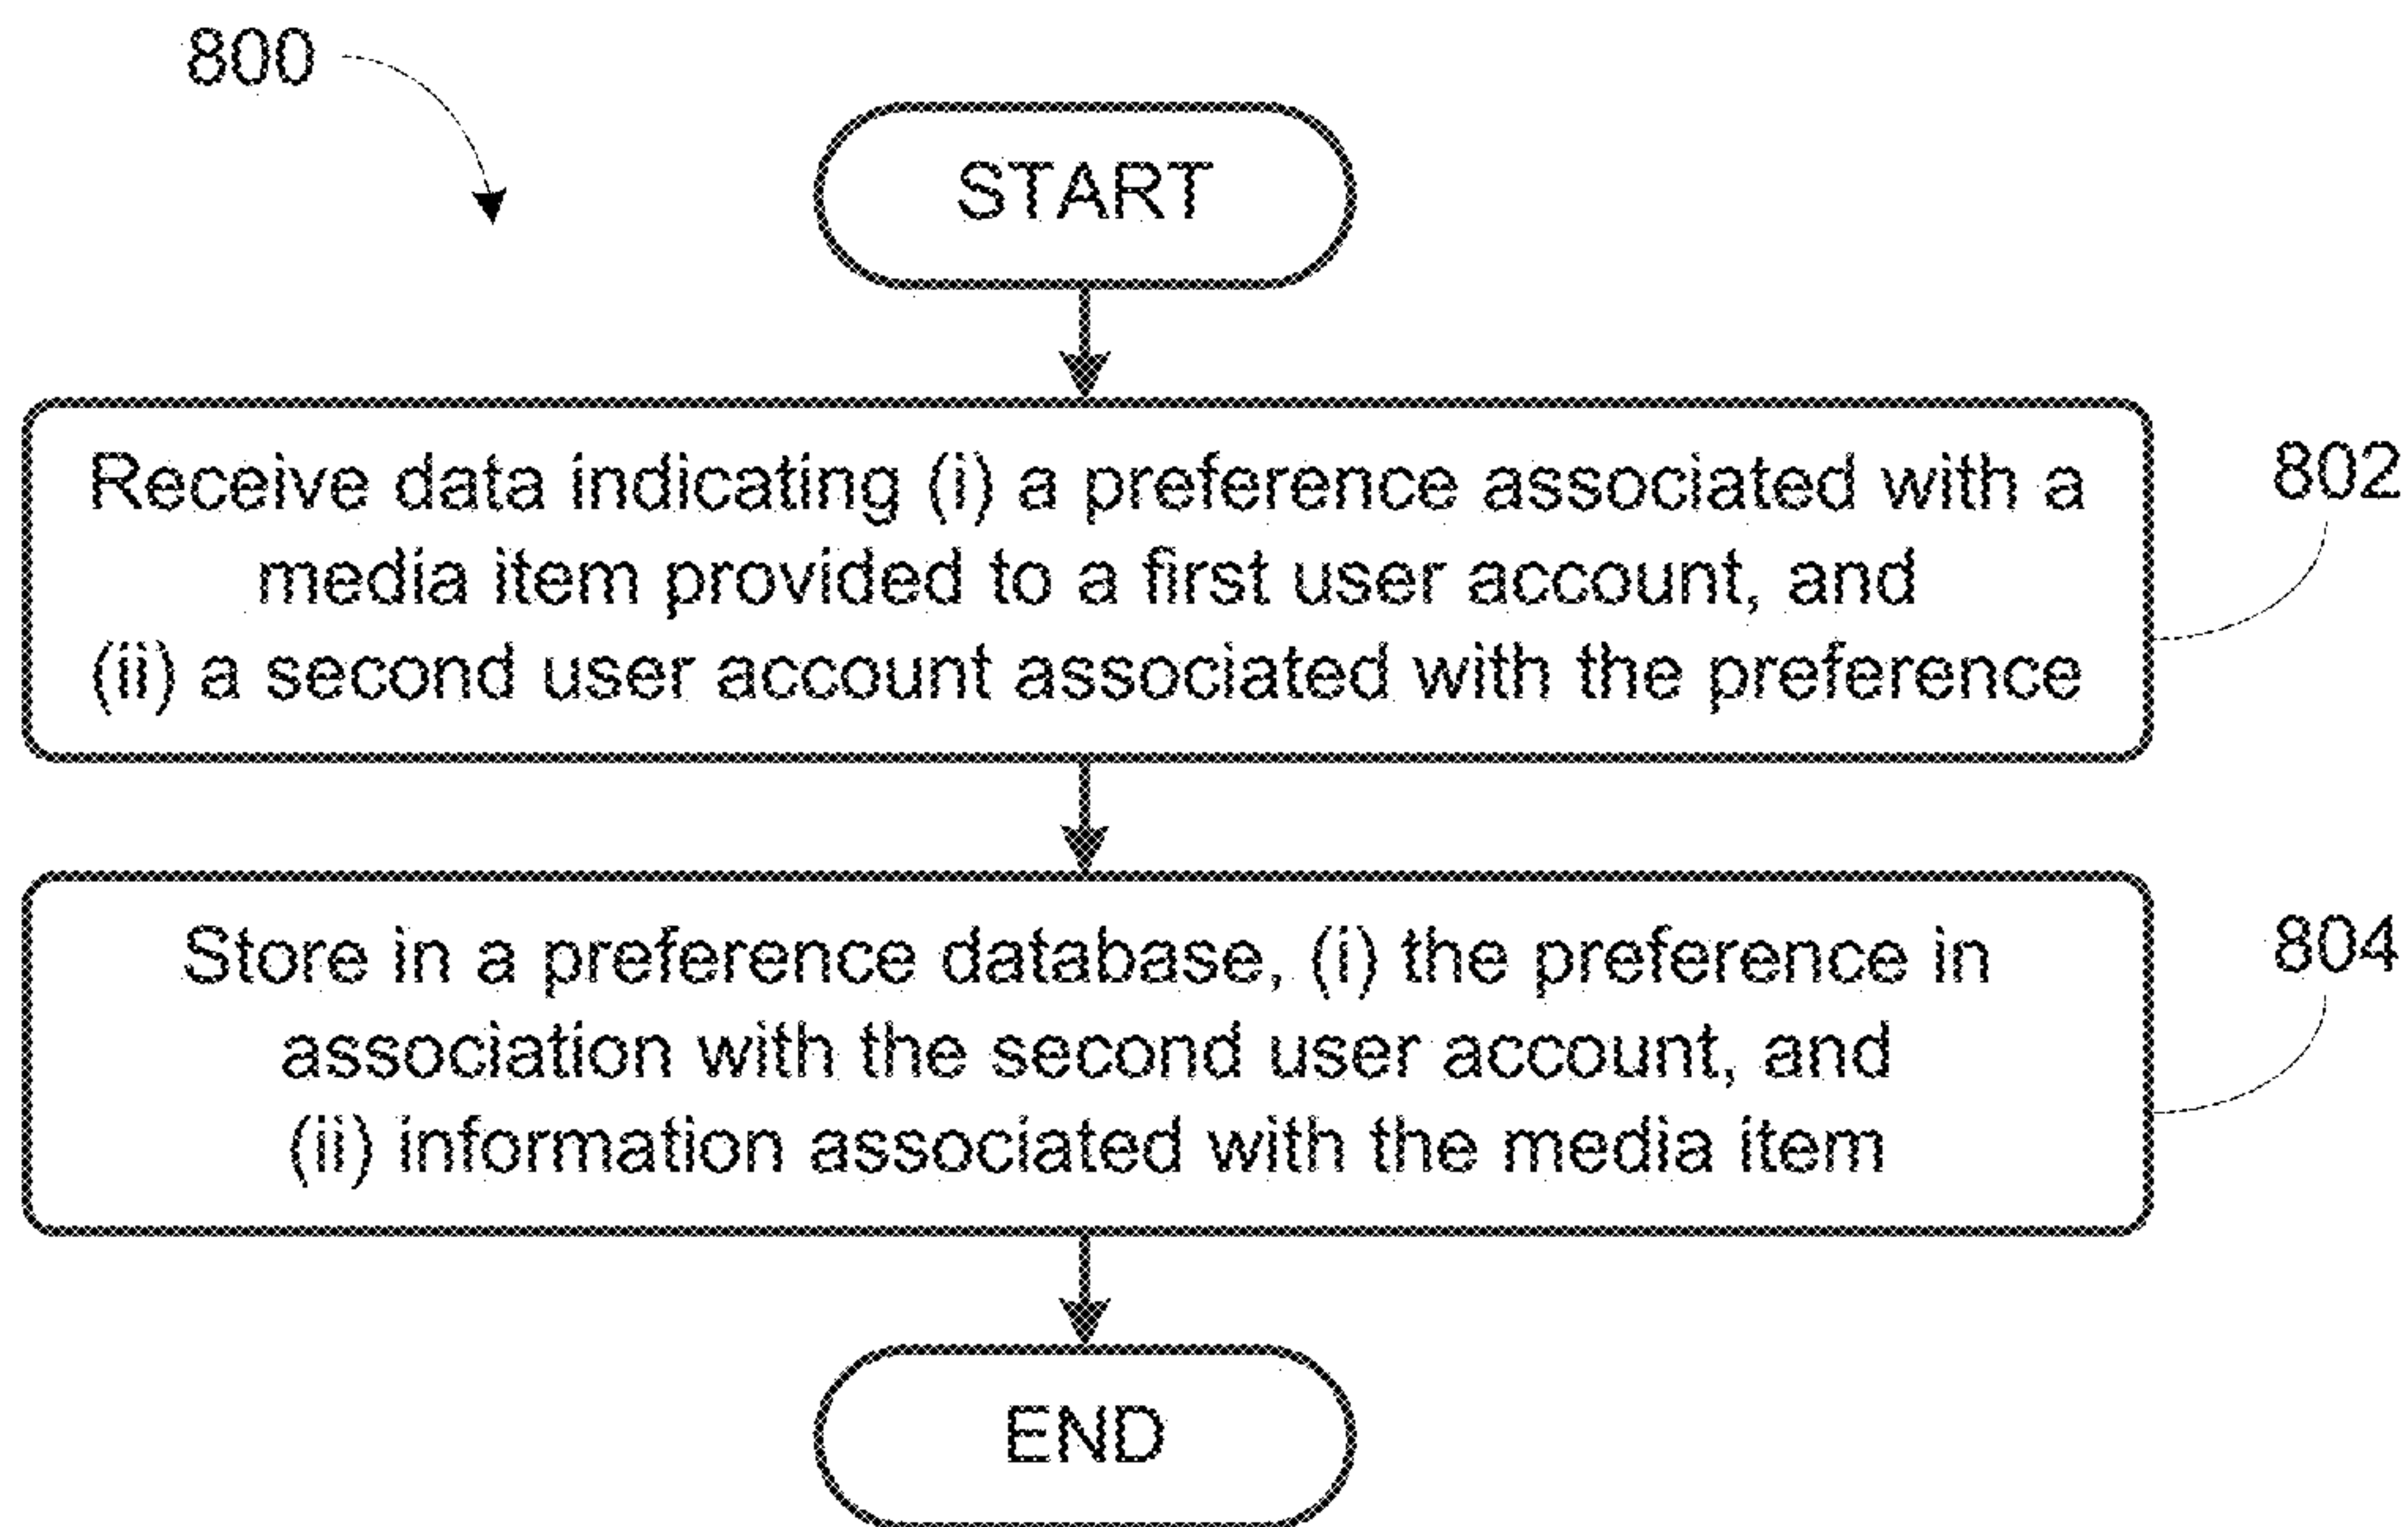 800
START
Receive data indicating (i) a preference associated with a
media item provided to a first user account, and
(ii) a second user account associated with the preference
802
Store in a preference database, (i) the preference in
association with the second user account, and
(ii) information associated with the media item
804
END